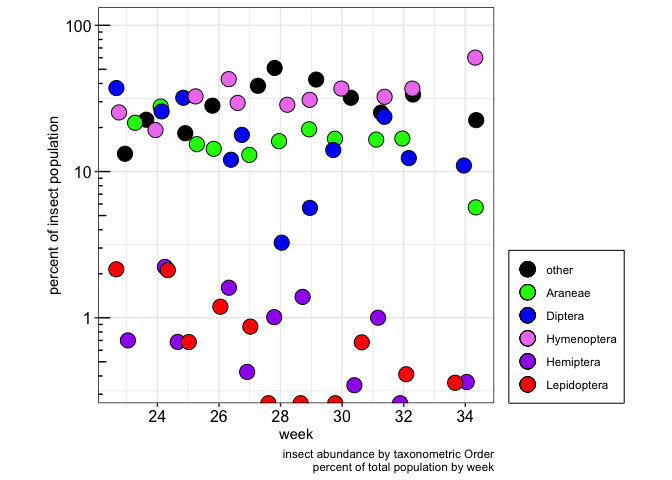 100
10
1
percent of insect population
24 26 28 30 32 34
week
other
Araneae
Diptera
Hymenoptera
Hemiptera
Lepidoptera
insect abundance by taxonometric Order
percent of total population by week